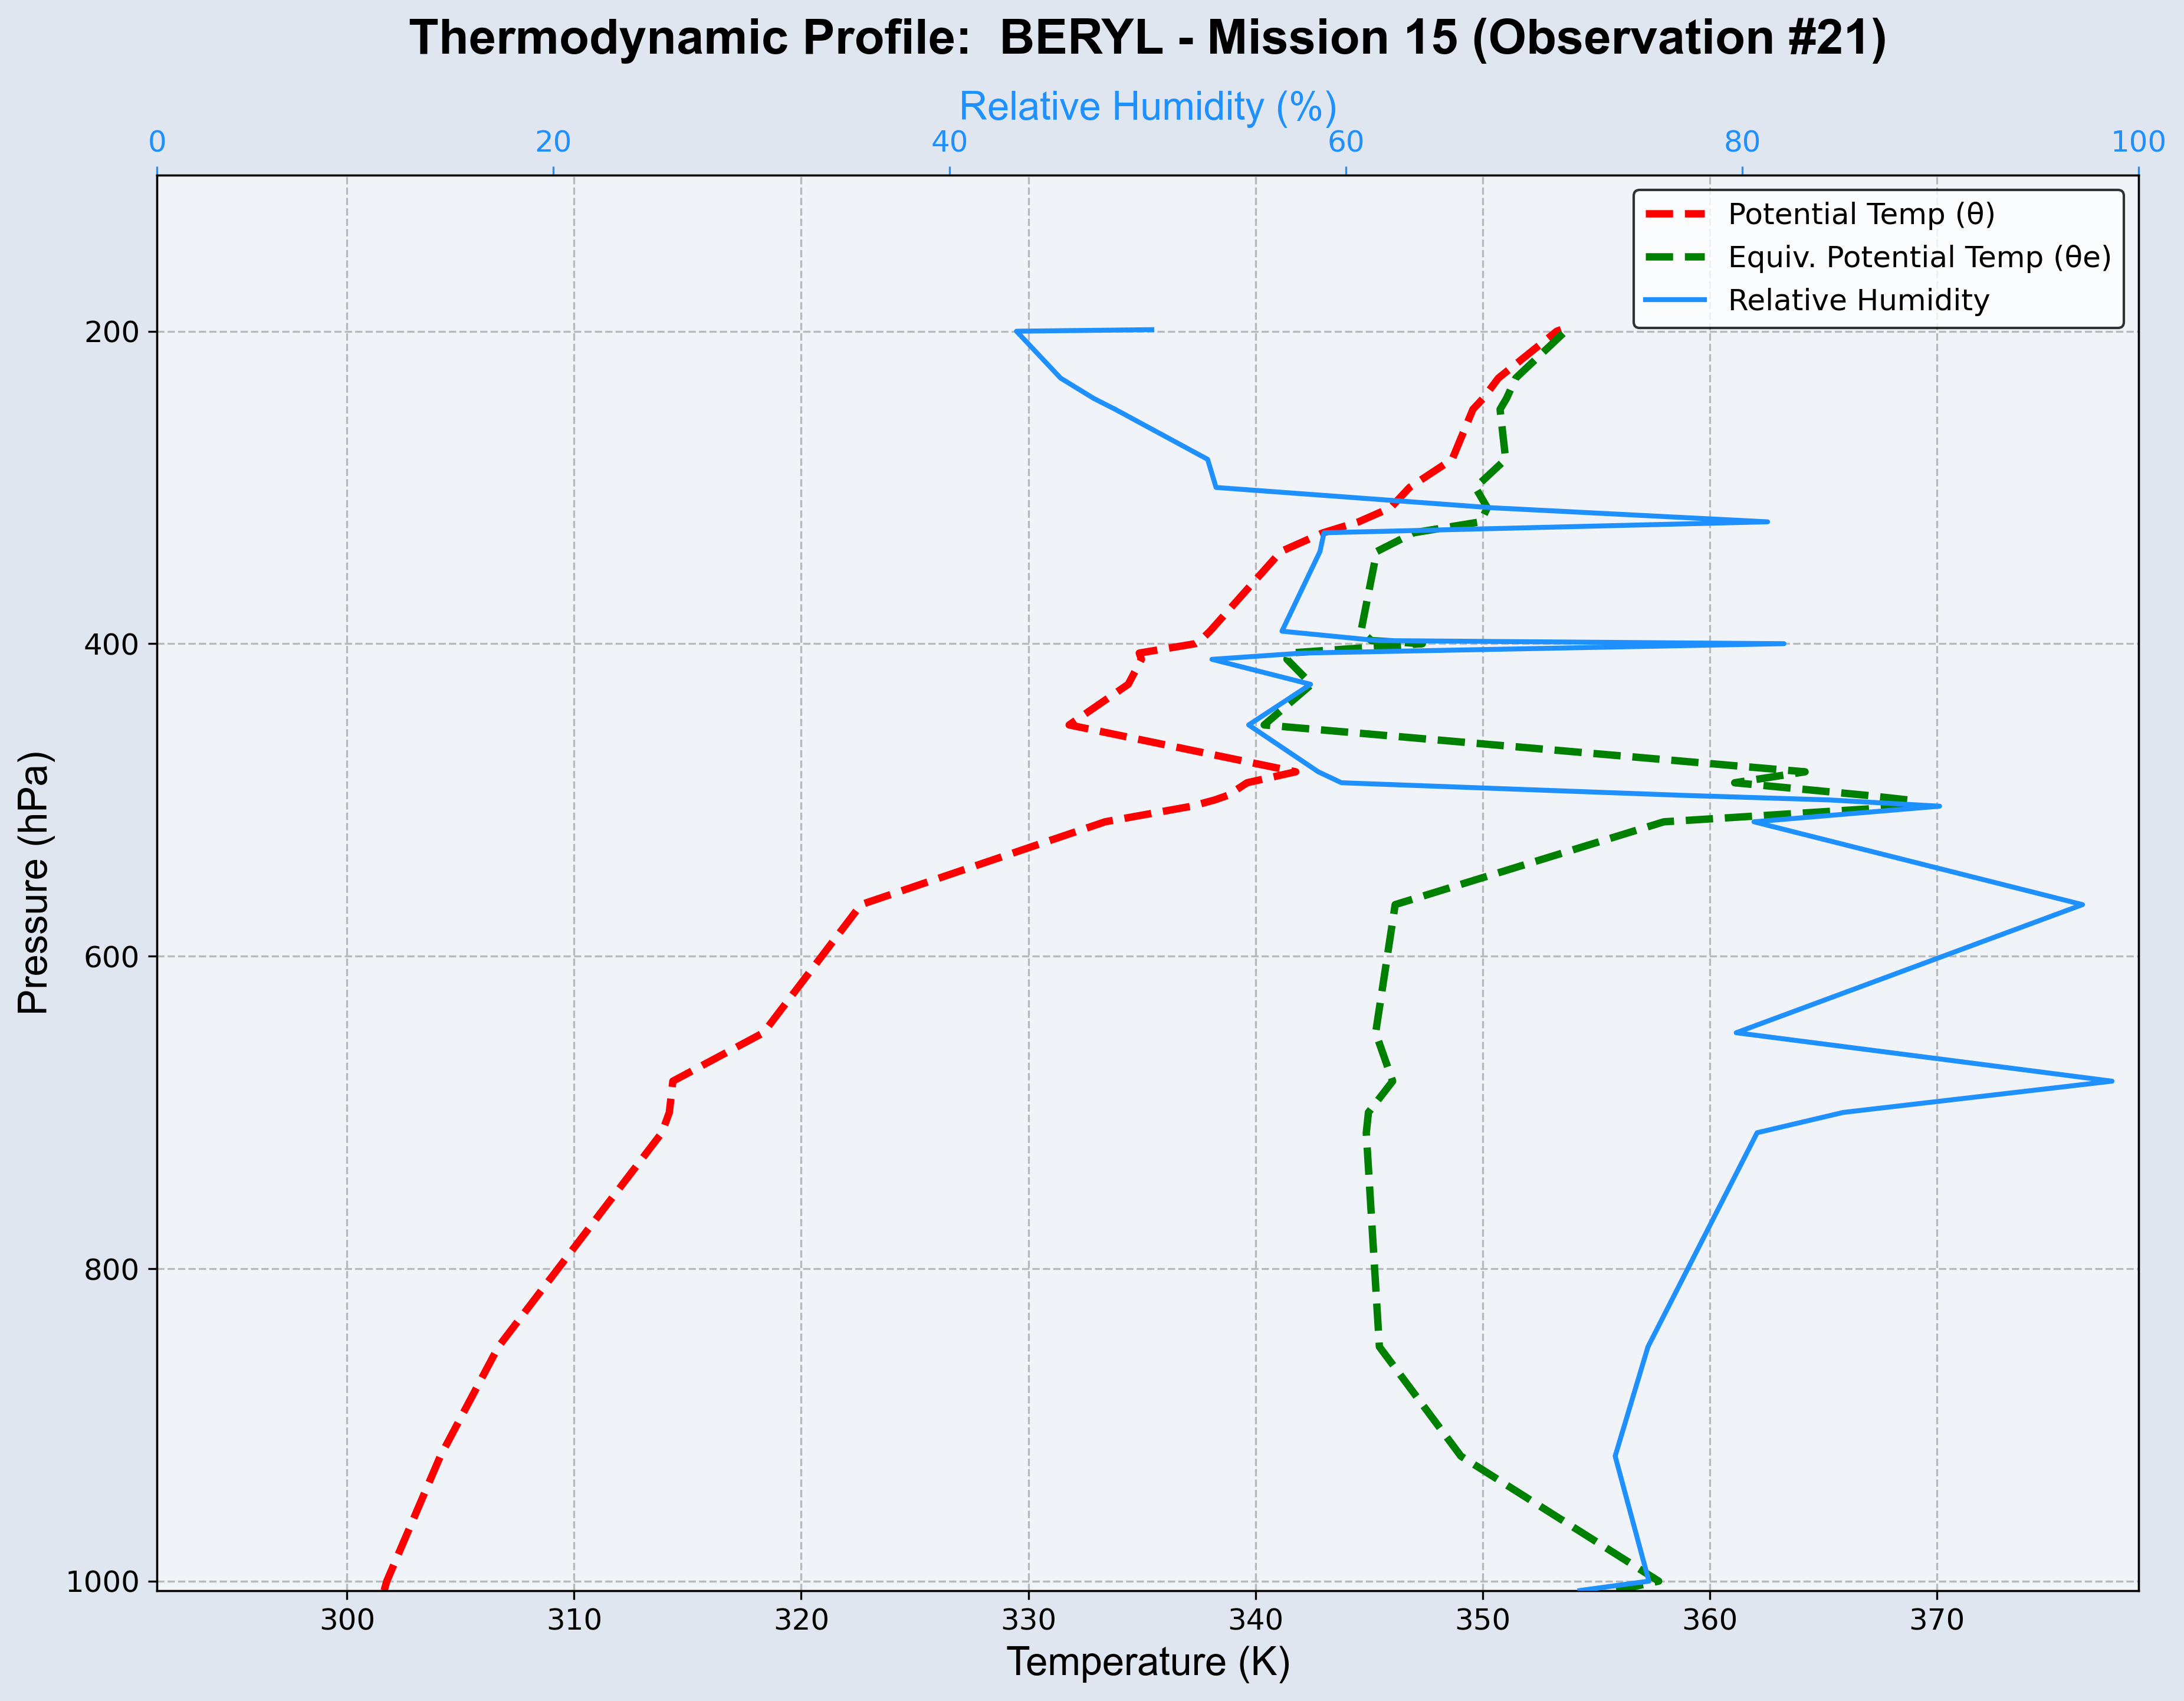 Thermodynamic Profile:  BERYL - Mission 15 (Observation #21)
Relative Humidity (%)
0 20 40 60 80 100
Potential Temp (θ)
Equiv. Potential Temp (θe)
Relative Humidity
200
400
600
800
1000
Pressure (hPa)
300 310 320 330 340 350 360 370
Temperature (K)